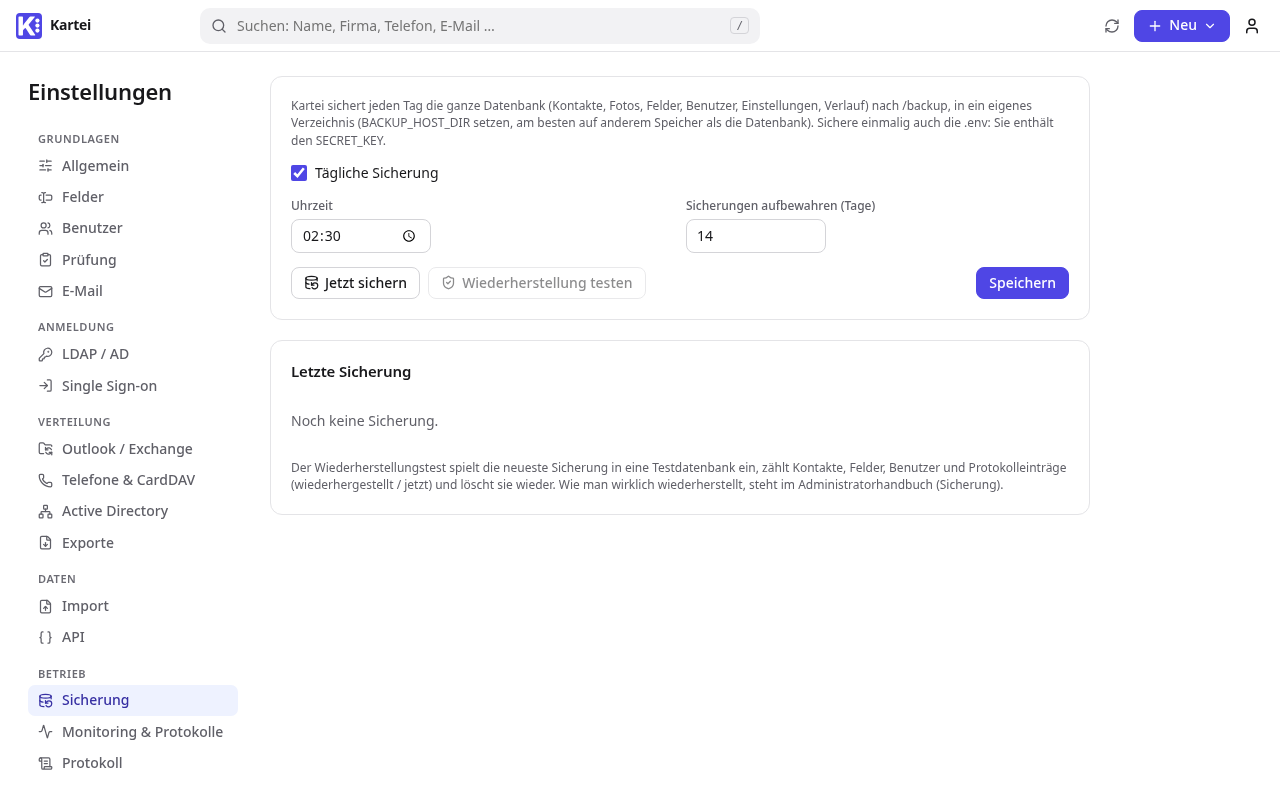 Kartei
Suchen: Name, Firma, Telefon, E-Mail ...
/
Neu
Einstellungen
GRUNDLAGEN
Allgemein
Felder
Benutzer
Prüfung
E-Mail
ANMELDUNG
LDAP / AD
Single Sign-on
VERTEILUNG
Outlook / Exchange
Telefone & CardDAV
Active Directory
Exporte
DATEN
Import
API
BETRIEB
Sicherung
Monitoring & Protokolle
Protokoll
Kartei sichert jeden Tag die ganze Datenbank (Kontakte, Fotos, Felder, Benutzer, Einstellungen, Verlauf) nach /backup, in ein eigenes
Verzeichnis (BACKUP_HOST_DIR setzen, am besten auf anderem Speicher als die Datenbank). Sichere einmalig auch die .env: Sie enthält
den SECRET_KEY.
Tägliche Sicherung
Uhrzeit
02:30
Sicherungen aufbewahren (Tage)
14
Jetzt sichern
Wiederherstellung testen
Speichern
Letzte Sicherung
Noch keine Sicherung.
Der Wiederherstellungstest spielt die neueste Sicherung in eine Testdatenbank ein, zählt Kontakte, Felder, Benutzer und Protokolleinträge
(wiederhergestellt / jetzt) und löscht sie wieder. Wie man wirklich wiederherstellt, steht im Administratorhandbuch (Sicherung).